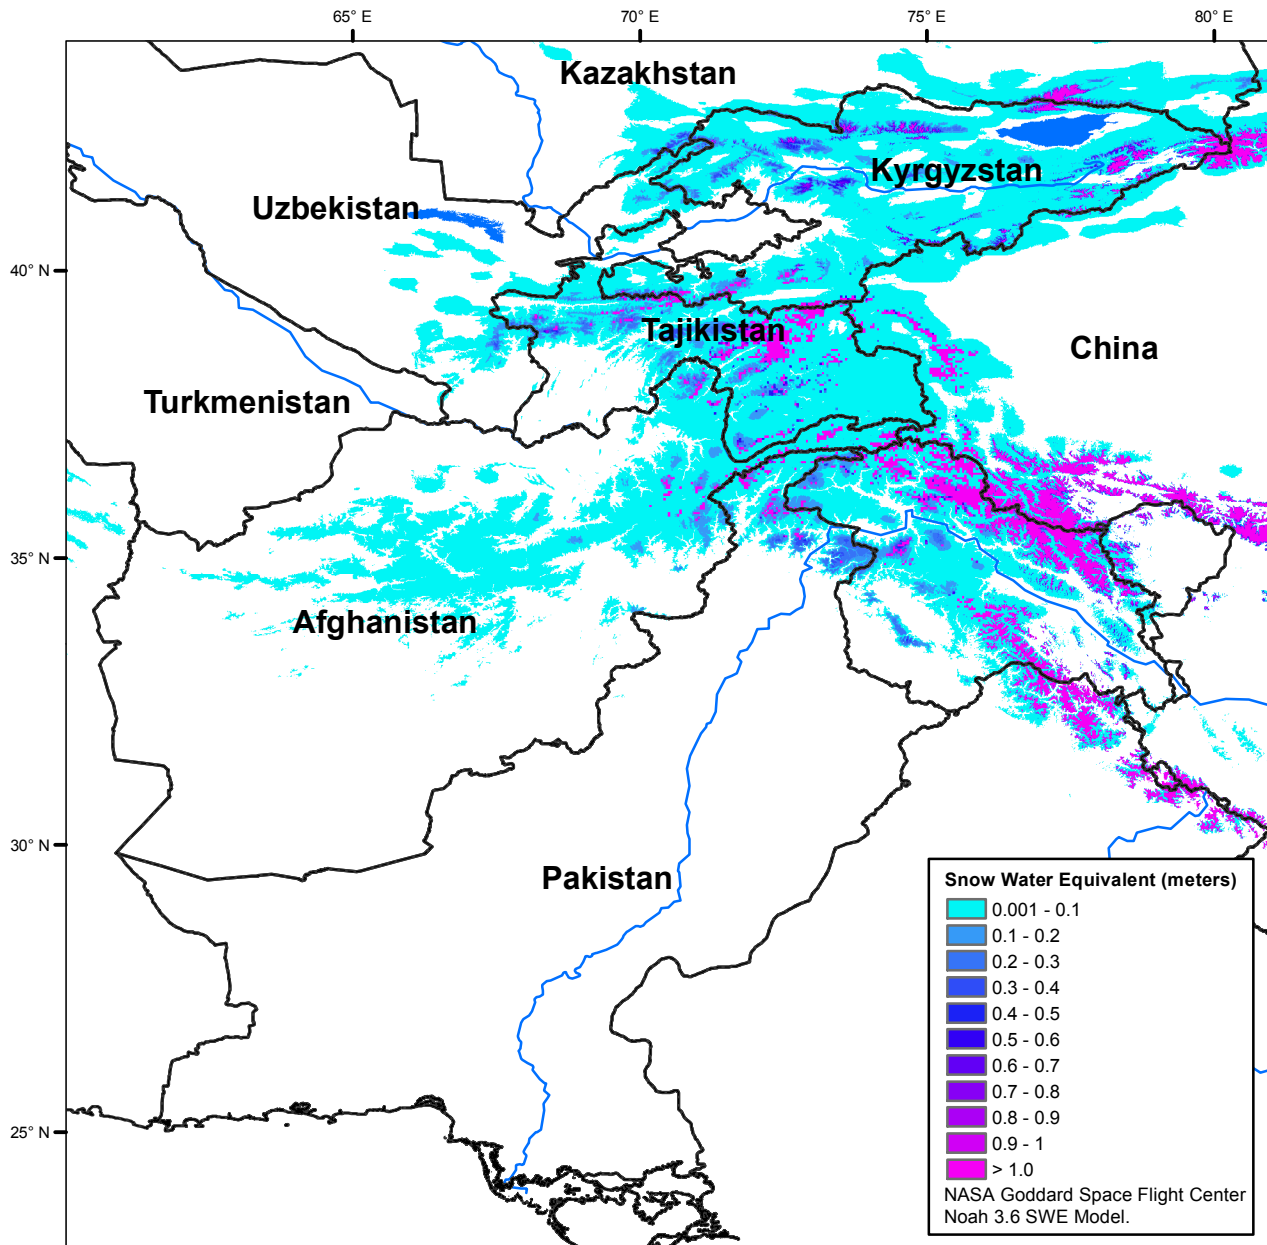 65° E
70° E
75° E
80° E
Kazakhstan
Kyrgyzstan
Uzbekistan
40° N
Tajikistan
China
Turkmenistan
35° N
Afghanistan
30° N
Pakistan
25° N
Snow Water Equivalent (meters)
0.001 - 0.1
0.1 - 0.2
0.2 - 0.3
0.3 - 0.4
0.4 - 0.5
0.5 - 0.6
0.6 - 0.7
0.7 - 0.8
0.8 - 0.9
0.9 - 1
> 1.0
NASA Goddard Space Flight Center
Noah 3.6 SWE Model.